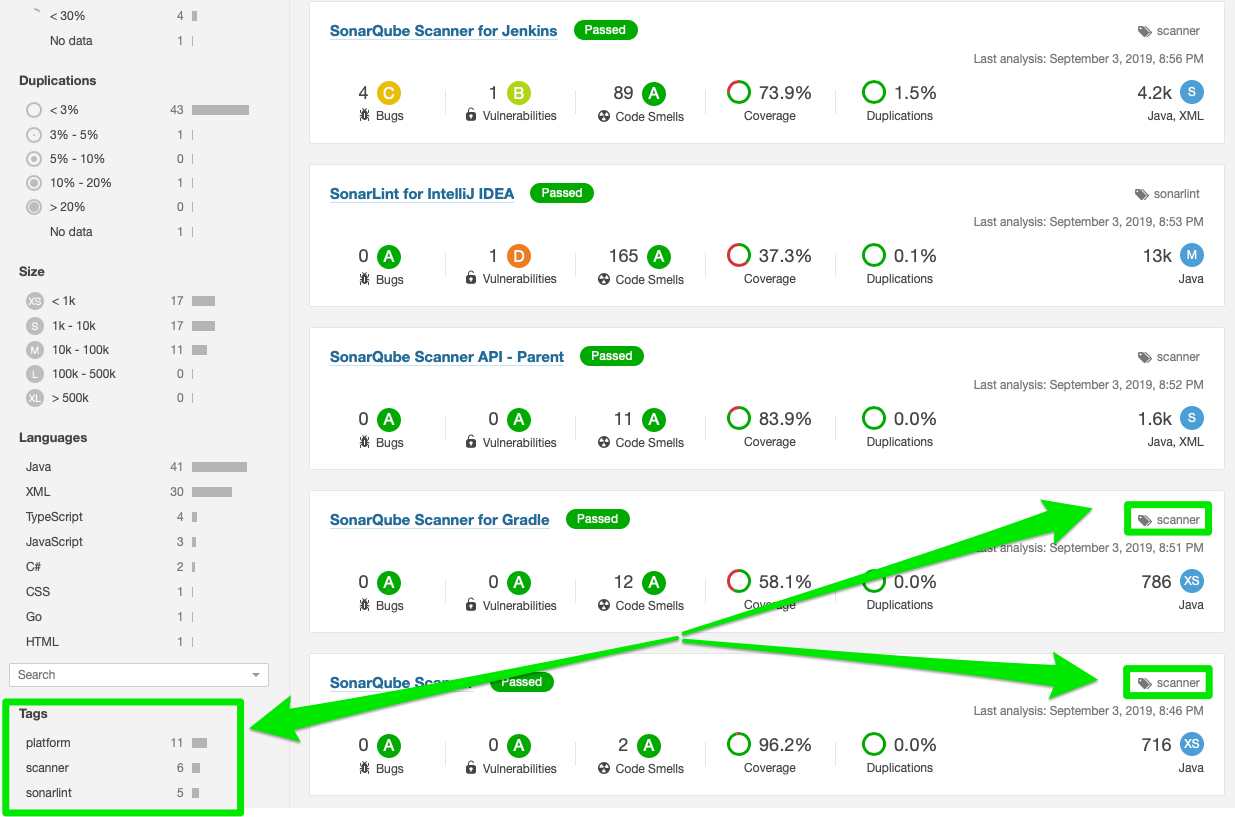 < 30% 4
No data 1
Duplications
< 3% 43
3% - 5% 1
5% - 10% 0
10% - 20% 1
> 20% 0
No data 1
Size
XS < 1k 17
S 1k - 10k 17
M 10k - 100k 11
L 100k - 500k 0
XL > 500k 0
Languages
Java 41
XML 30
TypeScript 4
JavaScript 3
C# 2
CSS 1
Go 1
HTML 1
Search
Tags
platform 11
scanner 6
sonarlint 5
SonarQube Scanner for Jenkins Passed scanner
Last analysis: September 3, 2019, 8:56 PM
4 C 1 B 89 A 73.9% 1.5% 4.2k S
Bugs Vulnerabilities Code Smells Coverage Duplications Java, XML
SonarLint for IntelliJ IDEA Passed sonarlint
Last analysis: September 3, 2019, 8:53 PM
0 A 1 D 165 A 37.3% 0.1% 13k M
Bugs Vulnerabilities Code Smells Coverage Duplications Java
SonarQube Scanner API - Parent Passed scanner
Last analysis: September 3, 2019, 8:52 PM
0 A 0 A 11 A 83.9% 0.0% 1.6k S
Bugs Vulnerabilities Code Smells Coverage Duplications Java, XML
SonarQube Scanner for Gradle Passed scanner
Last analysis: September 3, 2019, 8:51 PM
0 A 0 A 12 A 58.1% 0.0% 786 XS
Bugs Vulnerabilities Code Smells Coverage Duplications Java
SonarQube Scanner Passed scanner
Last analysis: September 3, 2019, 8:46 PM
0 A 0 A 2 A 96.2% 0.0% 716 XS
Bugs Vulnerabilities Code Smells Coverage Duplications Java